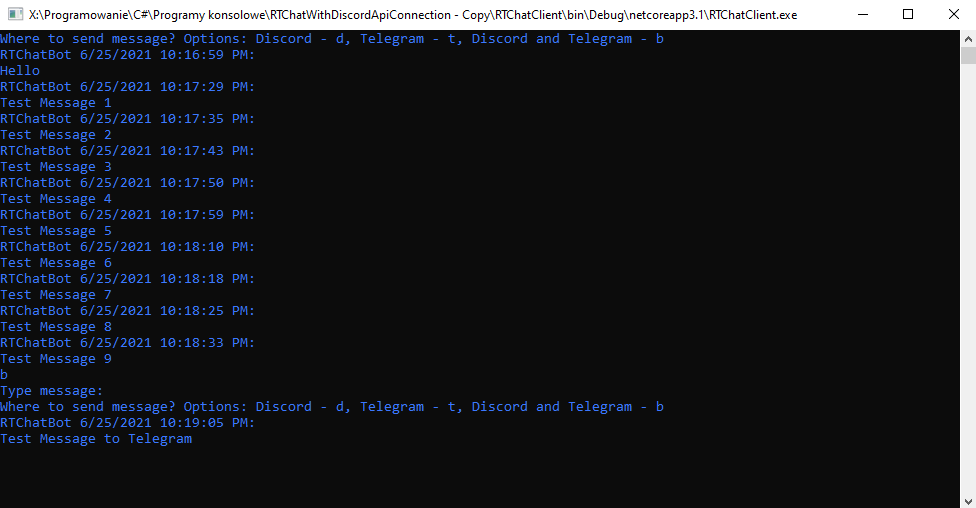 X:\Programowanie\C#\Programy konsolowe\RTChatWithDiscordApiConnection - Copy\RTChatClient\bin\Debug\netcoreapp3.1\RTChatClient.exe
Where to send message? Options: Discord - d, Telegram - t, Discord and Telegram - b
RTChatBot 6/25/2021 10:16:59 PM:
Hello
RTChatBot 6/25/2021 10:17:29 PM:
Test Message 1
RTChatBot 6/25/2021 10:17:35 PM:
Test Message 2
RTChatBot 6/25/2021 10:17:43 PM:
Test Message 3
RTChatBot 6/25/2021 10:17:50 PM:
Test Message 4
RTChatBot 6/25/2021 10:17:59 PM:
Test Message 5
RTChatBot 6/25/2021 10:18:10 PM:
Test Message 6
RTChatBot 6/25/2021 10:18:18 PM:
Test Message 7
RTChatBot 6/25/2021 10:18:25 PM:
Test Message 8
RTChatBot 6/25/2021 10:18:33 PM:
Test Message 9
b
Type message:
Where to send message? Options: Discord - d, Telegram - t, Discord and Telegram - b
RTChatBot 6/25/2021 10:19:05 PM:
Test Message to Telegram